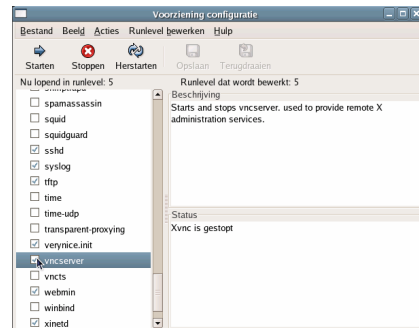 Voorziening configuratie
Bestand Beeld Acties Runlevel bewerken Hulp
Starten Stoppen Herstarten Opslaan Terugdraaien
Nu lopend in runlevel: 5
Runlevel dat wordt bewerkt: 5
spamassassin
squid
squidguard
sshd
syslog
tftp
time
time-udp
transparent-proxying
verynice.init
vncserver
vncts
webmin
winbind
xinetd
Beschrijving
Starts and stops vncserver. used to provide remote X
administration services.
Status
Xvnc is gestopt